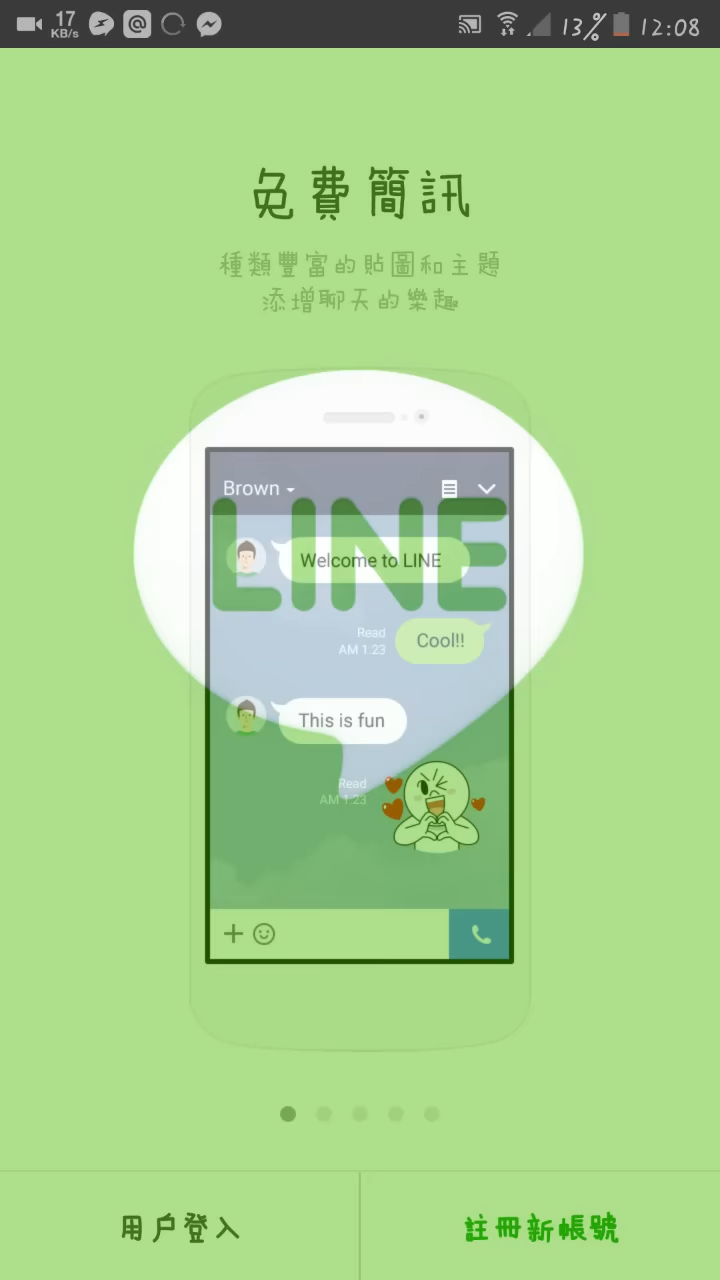 17
KB/s
13%
12:08
免費簡訊
種類豐富的貼圖和主題
添增聊天的樂趣
Brown
LINE
Welcome to LINE
Read
AM 1.23
Cool!!
This is fun
Read
AM 1.23
用戶登入
註冊新帳號